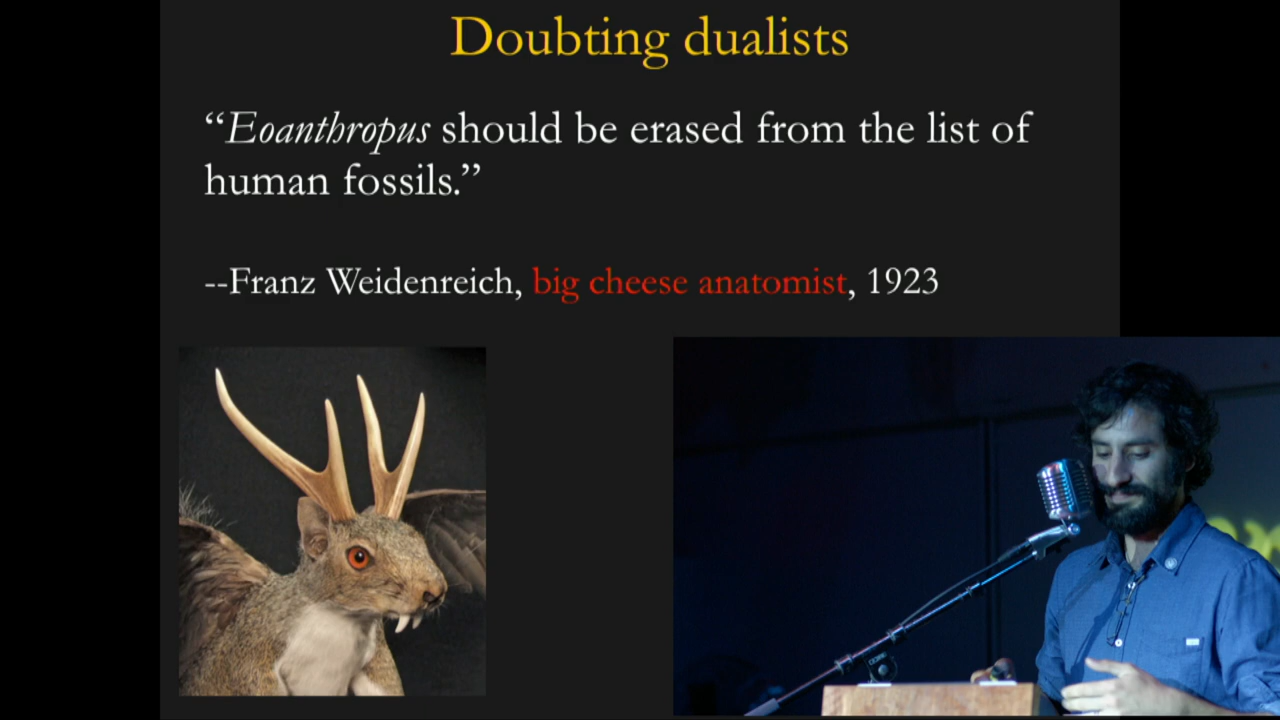 Doubting dualists
“Eoanthropus should be erased from the list of
human fossils.”
--Franz Weidenreich, big cheese anatomist, 1923